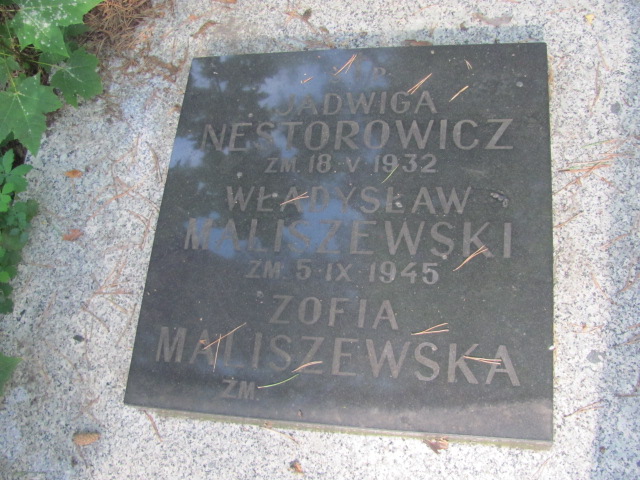 Ś.P.
JADWIGA
NESTOROWICZ
ZM. 18. V 1932
WŁADYSŁAW
MALISZEWSKI
ZM. 5 IX 1945
ZOFIA
MALISZEWSKA
ZM.